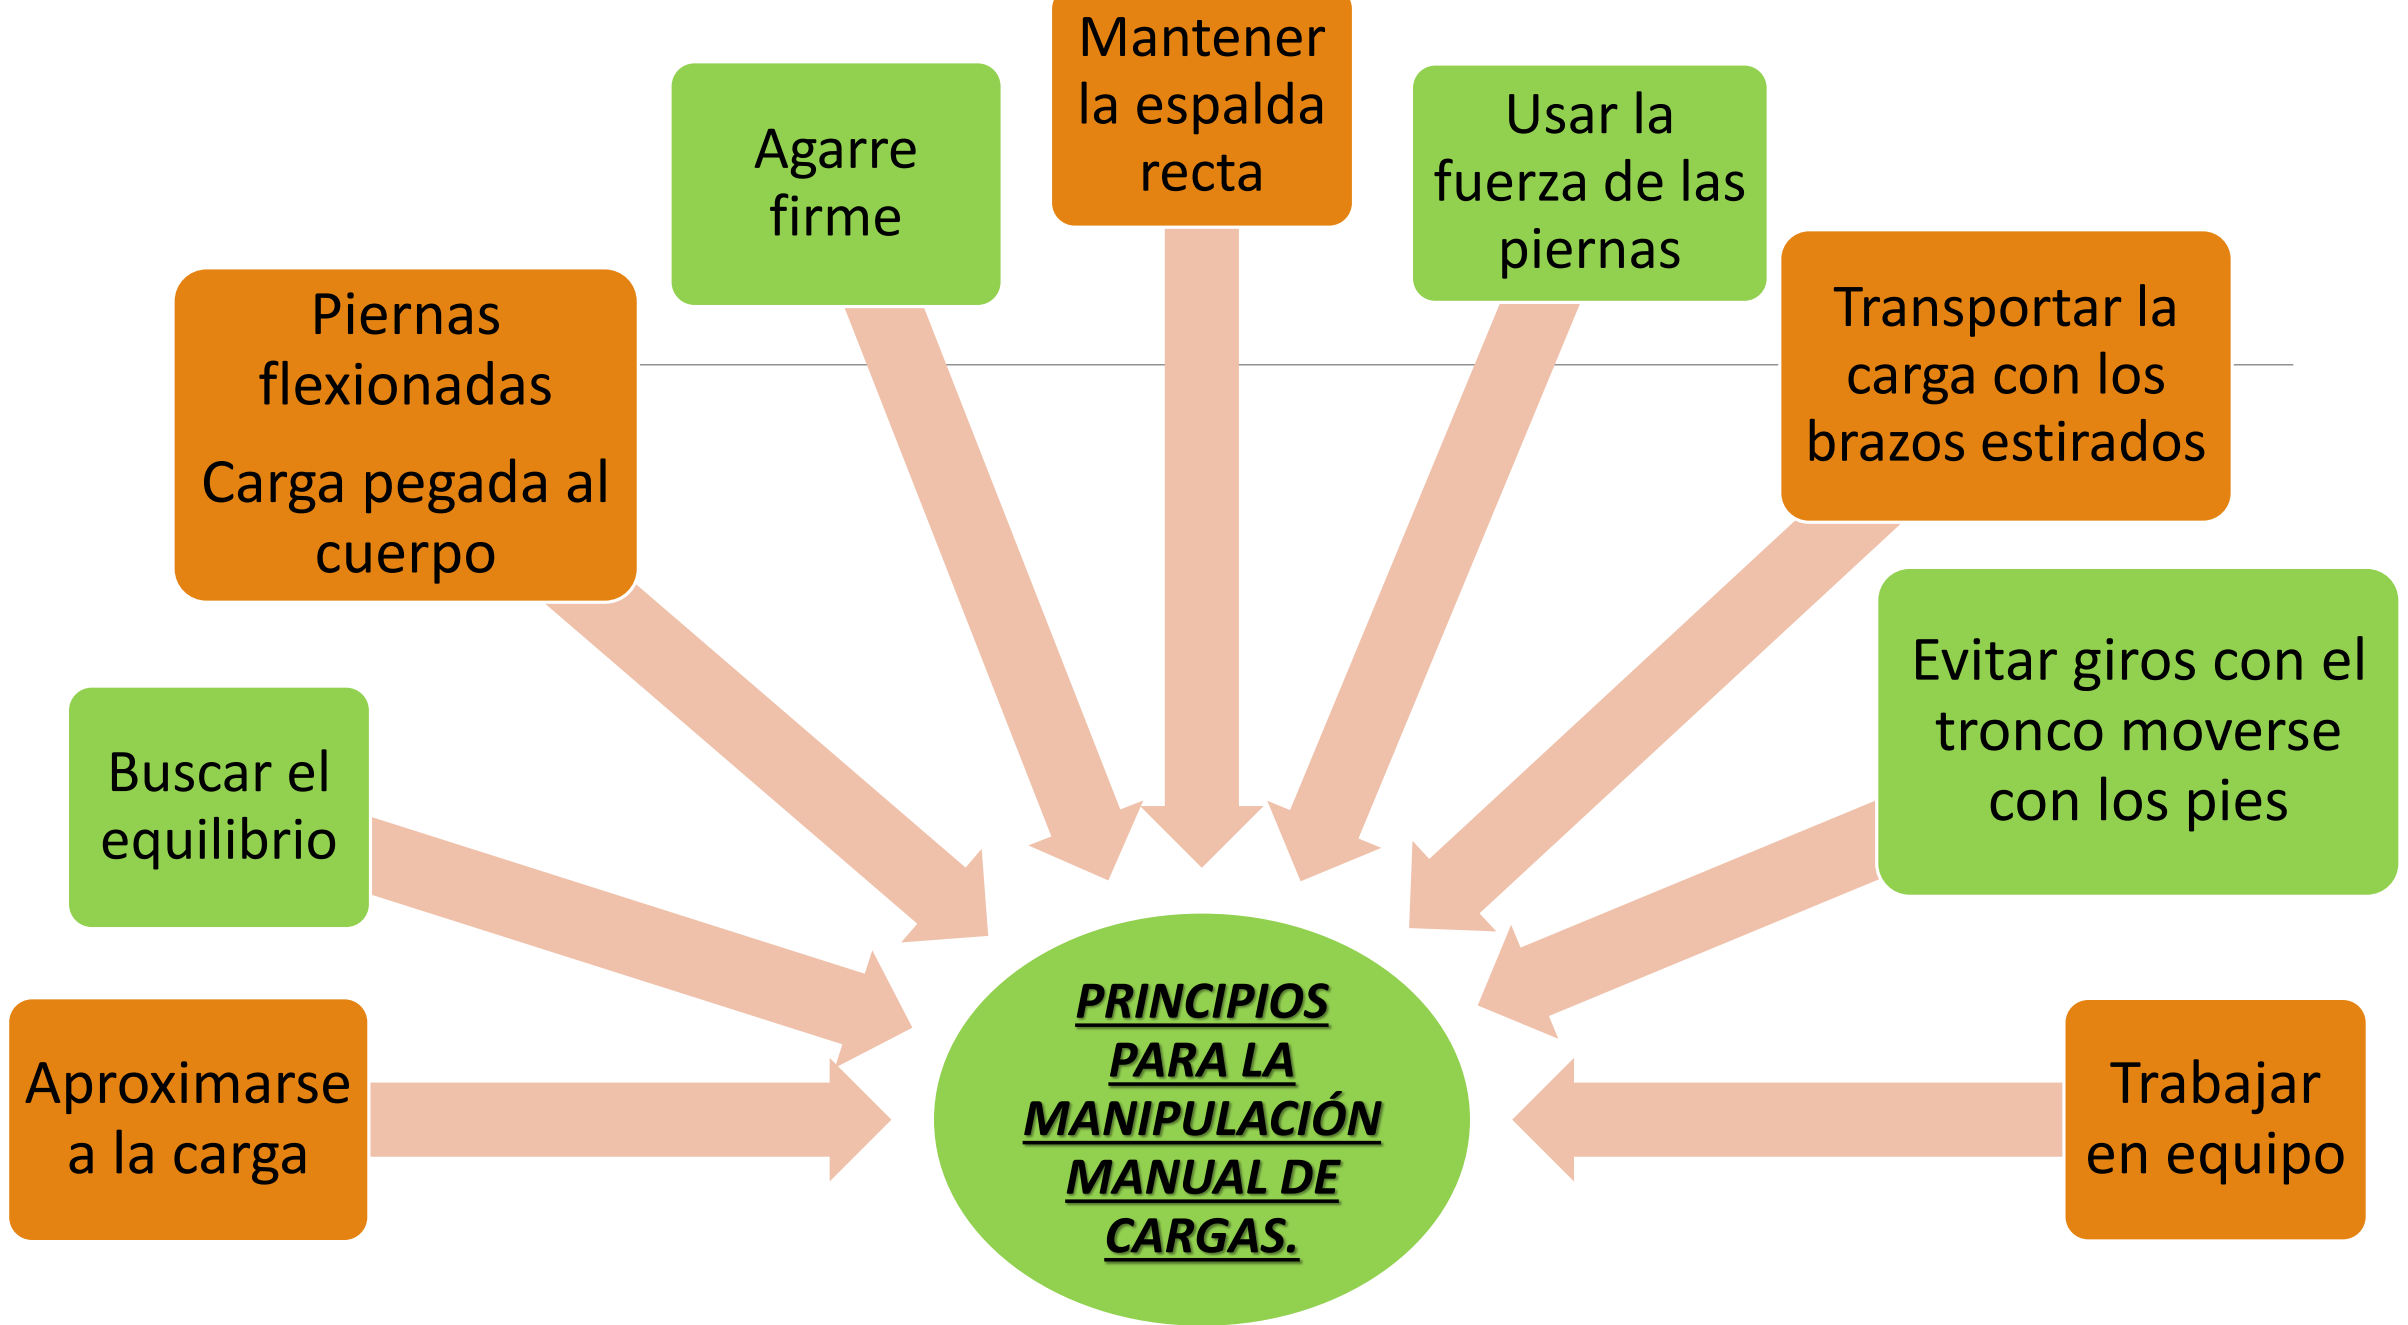 Mantener
la espalda
recta
Agarre
firme
Usar la
fuerza de las
piernas
Piernas
flexionadas
Carga pegada al
cuerpo
Transportar la
carga con los
brazos estirados
Buscar el
equilibrio
Evitar giros con el
tronco moverse
con los pies
Aproximarse
a la carga
PRINCIPIOS
PARA LA
MANIPULACIÓN
MANUAL DE
CARGAS.
Trabajar
en equipo